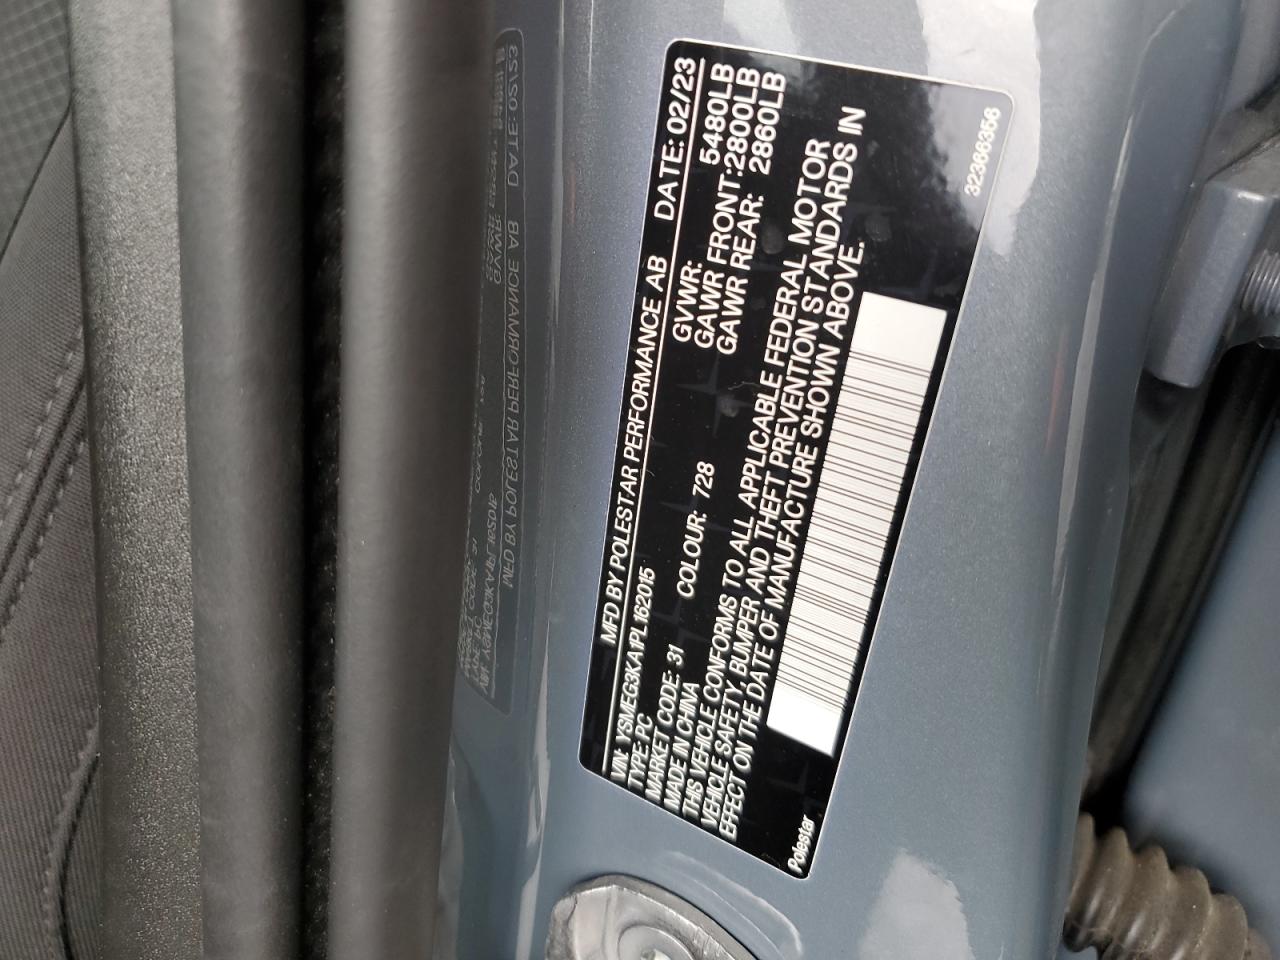 MFD BY POLESTAR PERFORMANCE AB DATE: 02/23
VIN: YSMEG3KA1PL162015 GVWR: 5480LB
TYPE: PC GAWR FRONT: 2800LB
MARKET CODE: 31 COLOUR: 728 GAWR REAR: 2860LB
MADE IN CHINA
THIS VEHICLE CONFORMS TO ALL APPLICABLE FEDERAL MOTOR
VEHICLE SAFETY, BUMPER AND THEFT PREVENTION STANDARDS IN
EFFECT ON THE DATE OF MANUFACTURE SHOWN ABOVE.
Polestar 32366356